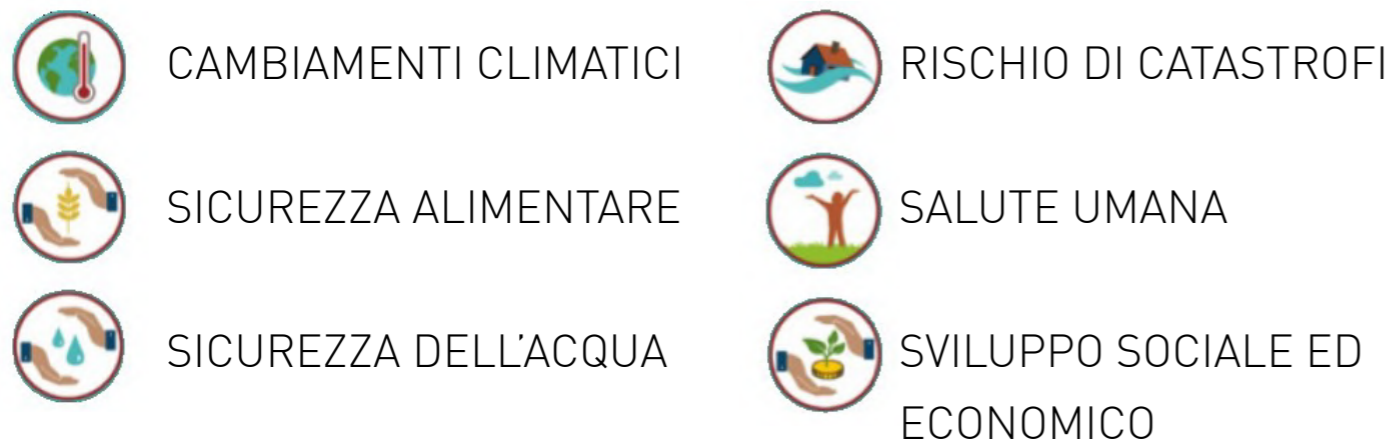 CAMBIAMENTI CLIMATICI
SICUREZZA ALIMENTARE
SICUREZZA DELL'ACQUA
RISCHIO DI CATASTROFI
SALUTE UMANA
SVILUPPO SOCIALE ED
ECONOMICO